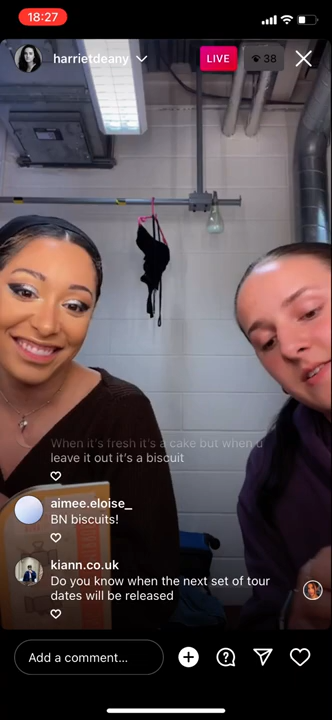 18:27
harrietdeany
LIVE
38
When it's fresh it's a cake but when u
leave it out it's a biscuit
aimee.eloise_
BN biscuits!
kiann.co.uk
Do you know when the next set of tour
dates will be released
Add a comment...